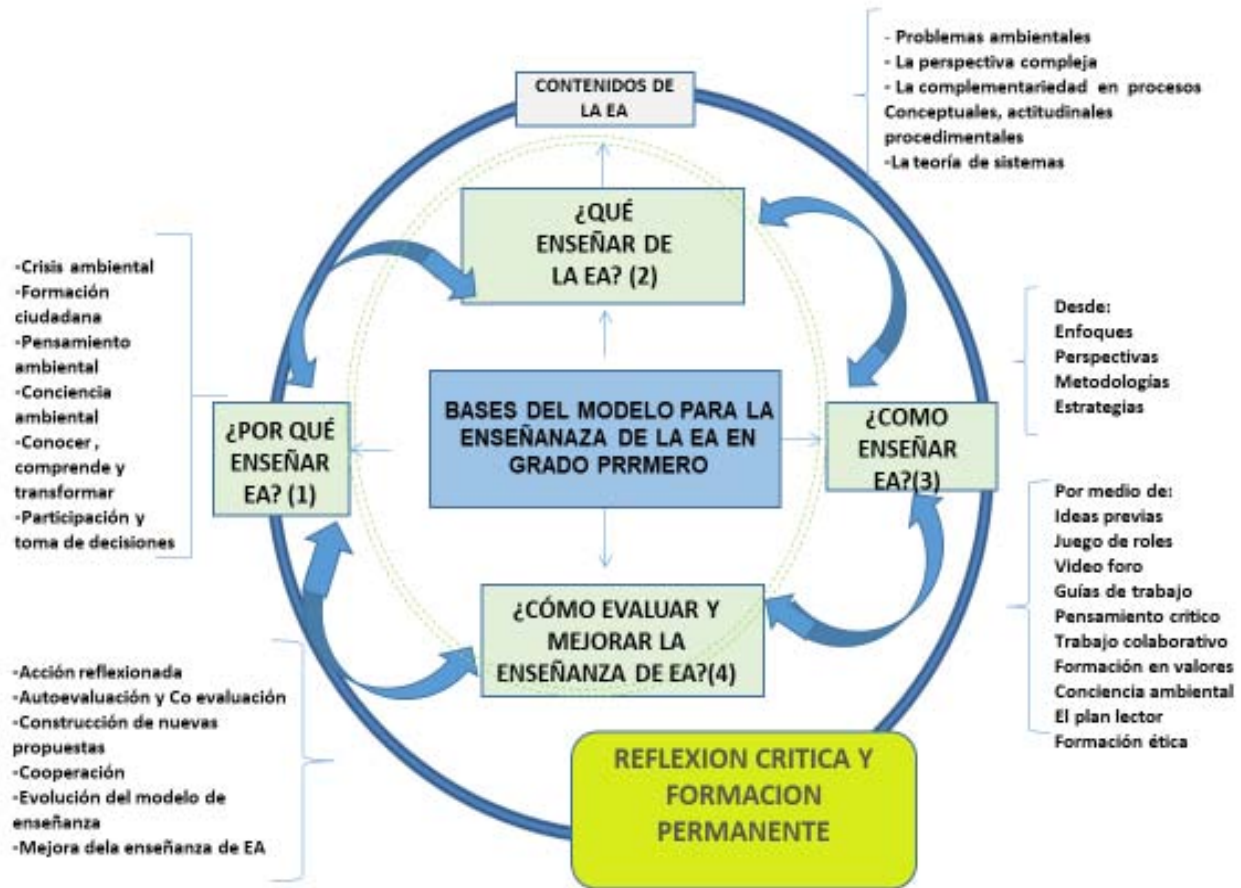 CONTENIDOS DE
LA EA
- Problemas ambientales
- La perspectiva compleja
- La complementariedad en procesos
Conceptuales, actitudinales
procedimentales
-La teoría de sistemas
¿QUÉ
ENSEÑAR DE
LA EA? (2)
-Crisis ambiental
-Formación
ciudadana
-Pensamiento
ambiental
-Conciencia
ambiental
-Conocer ,
comprende y
transformar
-Participación y
toma de decisiones
¿POR QUÉ
ENSEÑAR
EA? (1)
BASES DEL MODELO PARA LA
ENSEÑANAZA DE LA EA EN
GRADO PRRMERO
¿COMO
ENSEÑAR
EA?(3)
Desde:
Enfoques
Perspectivas
Metodologías
Estrategias
Por medio de:
Ideas previas
Juego de roles
Video foro
Guías de trabajo
Pensamiento critico
Trabajo colaborativo
Formación en valores
Conciencia ambiental
El plan lector
Formación ética
¿CÓMO EVALUAR Y
MEJORAR LA
ENSEÑANZA DE EA?(4)
-Acción reflexionada
-Autoevaluación y Co evaluación
-Construcción de nuevas
propuestas
-Cooperación
-Evolución del modelo de
enseñanza
-Mejora dela enseñanza de EA
REFLEXION CRITICA Y
FORMACION
PERMANENTE